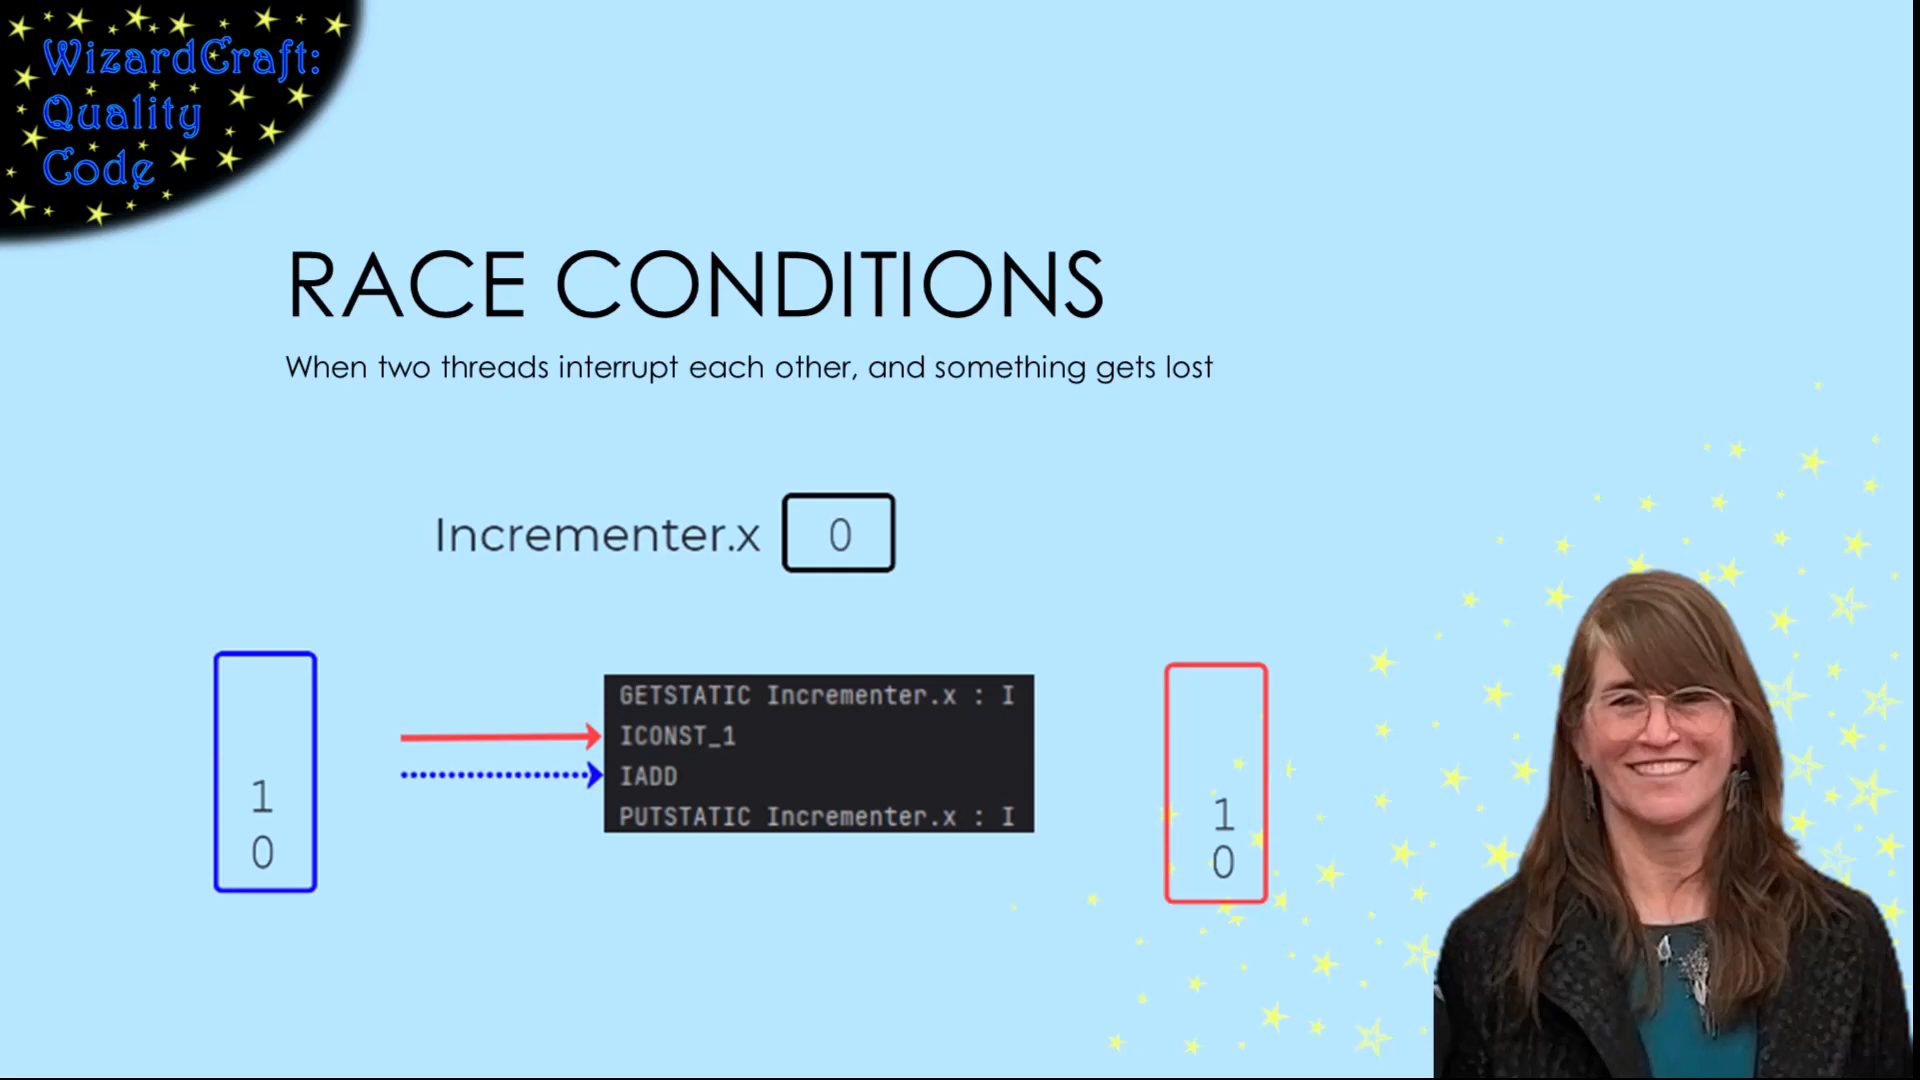 WizardCraft:
Quality
Code
RACE CONDITIONS
When two threads interrupt each other, and something gets lost
Incrementer.x 0
1
0
GETSTATIC Incrementer.x : I
ICONST_1
IADD
PUTSTATIC Incrementer.x : I
1
0